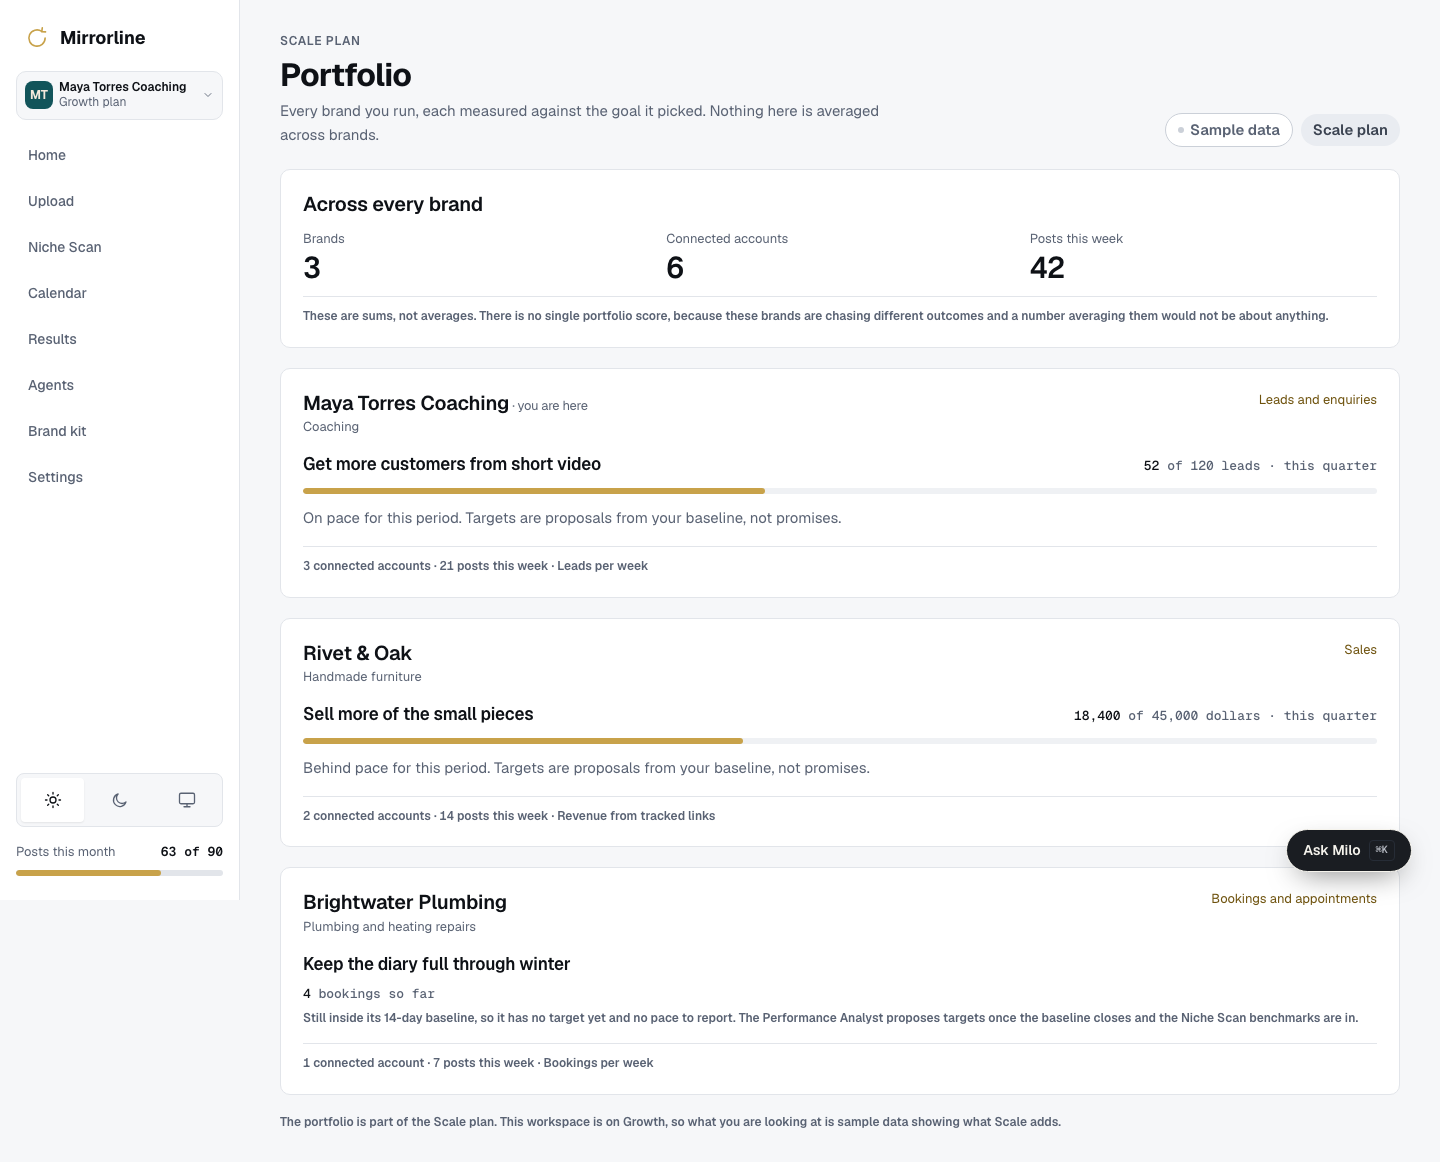 Mirrorline
MT
Maya Torres Coaching
Growth plan
Home
Upload
Niche Scan
Calendar
Results
Agents
Brand kit
Settings
Posts this month 63 of 90
SCALE PLAN
Portfolio
Every brand you run, each measured against the goal it picked. Nothing here is averaged
across brands.
Sample data
Scale plan
Across every brand
Brands
3
Connected accounts
6
Posts this week
42
These are sums, not averages. There is no single portfolio score, because these brands are chasing different outcomes and a number averaging them would not be about anything.
Maya Torres Coaching · you are here
Leads and enquiries
Coaching
Get more customers from short video
52 of 120 leads · this quarter
On pace for this period. Targets are proposals from your baseline, not promises.
3 connected accounts · 21 posts this week · Leads per week
Rivet & Oak
Sales
Handmade furniture
Sell more of the small pieces
18,400 of 45,000 dollars · this quarter
Behind pace for this period. Targets are proposals from your baseline, not promises.
2 connected accounts · 14 posts this week · Revenue from tracked links
Ask Milo ⌘K
Brightwater Plumbing
Bookings and appointments
Plumbing and heating repairs
Keep the diary full through winter
4 bookings so far
Still inside its 14-day baseline, so it has no target yet and no pace to report. The Performance Analyst proposes targets once the baseline closes and the Niche Scan benchmarks are in.
1 connected account · 7 posts this week · Bookings per week
The portfolio is part of the Scale plan. This workspace is on Growth, so what you are looking at is sample data showing what Scale adds.